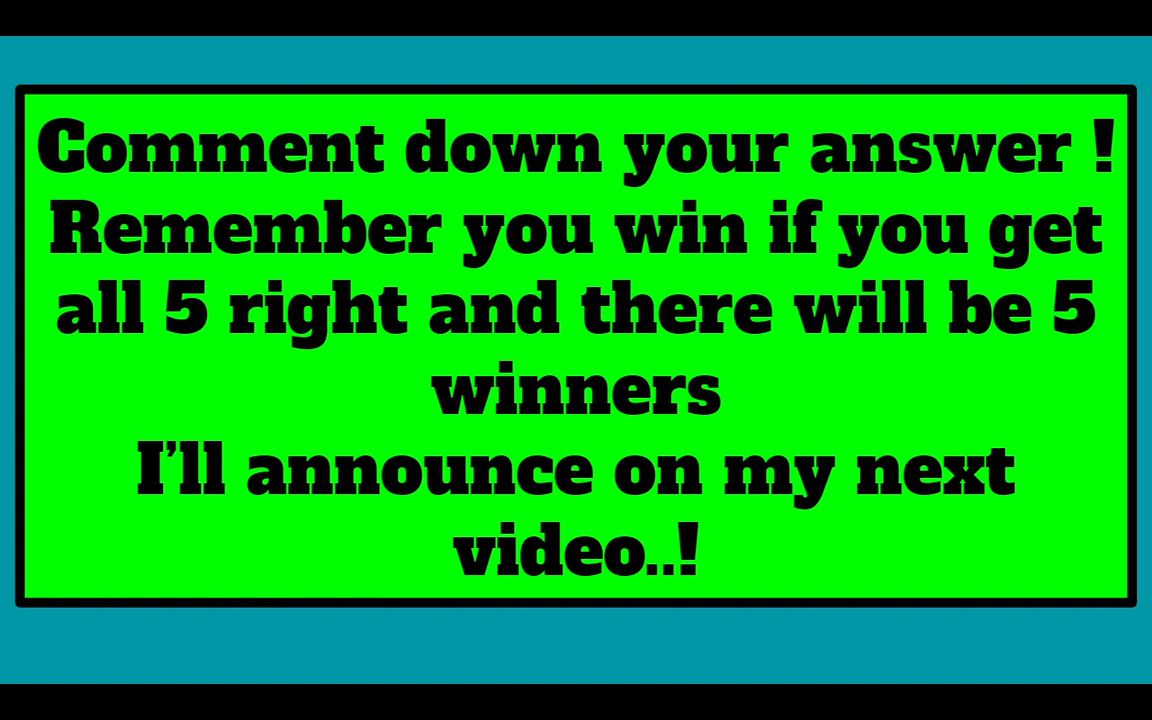 Comment down your answer !
Remember you win if you get
all 5 right and there will be 5
winners
I’ll announce on my next
video..!